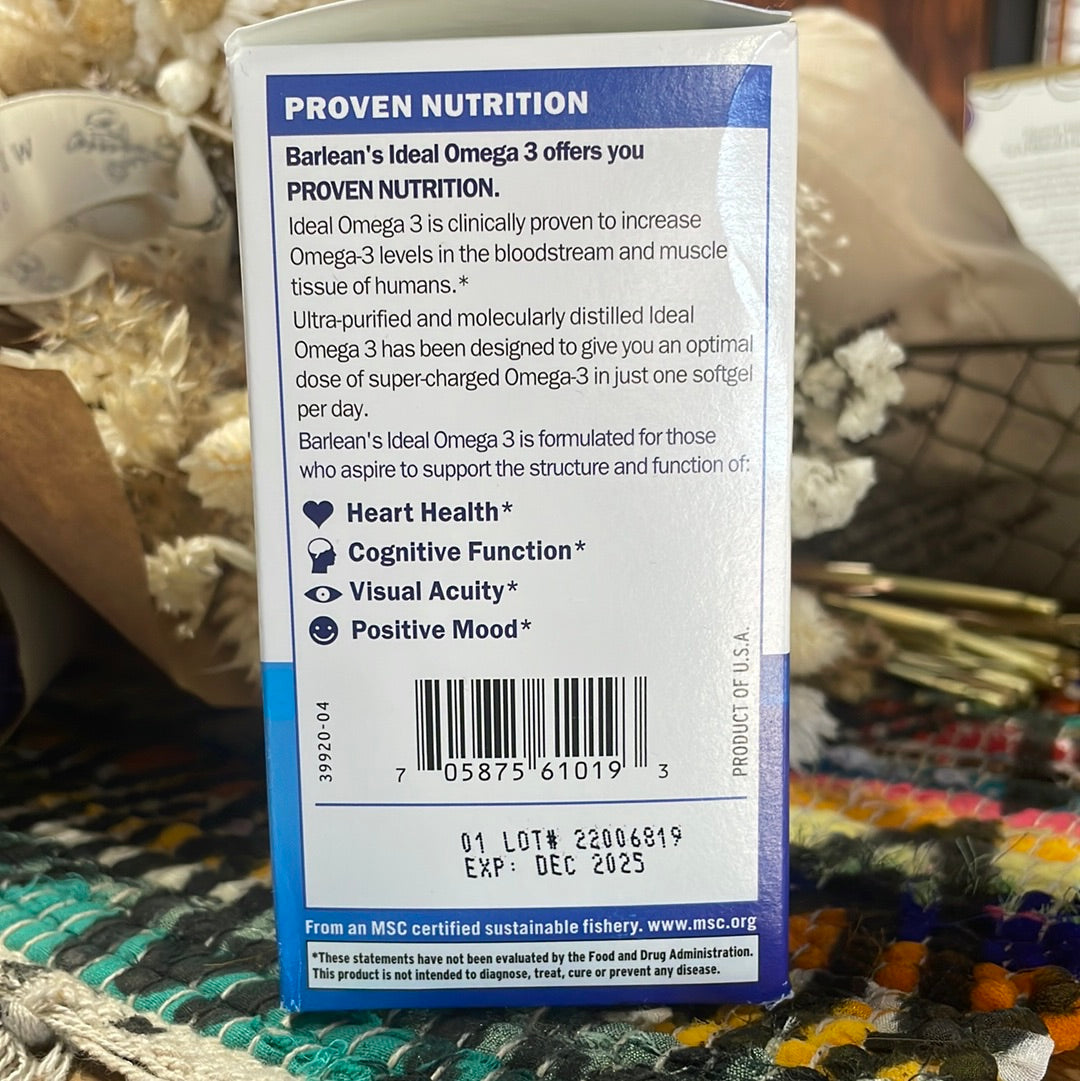 PROVEN NUTRITION
Barlean's Ideal Omega 3 offers you
PROVEN NUTRITION.
Ideal Omega 3 is clinically proven to increase
Omega-3 levels in the bloodstream and muscle
tissue of humans.*
Ultra-purified and molecularly distilled Ideal
Omega 3 has been designed to give you an optimal
dose of super-charged Omega-3 in just one softgel
per day.
Barlean's Ideal Omega 3 is formulated for those
who aspire to support the structure and function of:
Heart Health*
Cognitive Function*
Visual Acuity*
Positive Mood*
39920-04
7 05875 61019 3
PRODUCT OF U.S.A.
01 LOT# 22006819
EXP: DEC 2025
From an MSC certified sustainable fishery. www.msc.org
*These statements have not been evaluated by the Food and Drug Administration.
This product is not intended to diagnose, treat, cure or prevent any disease.